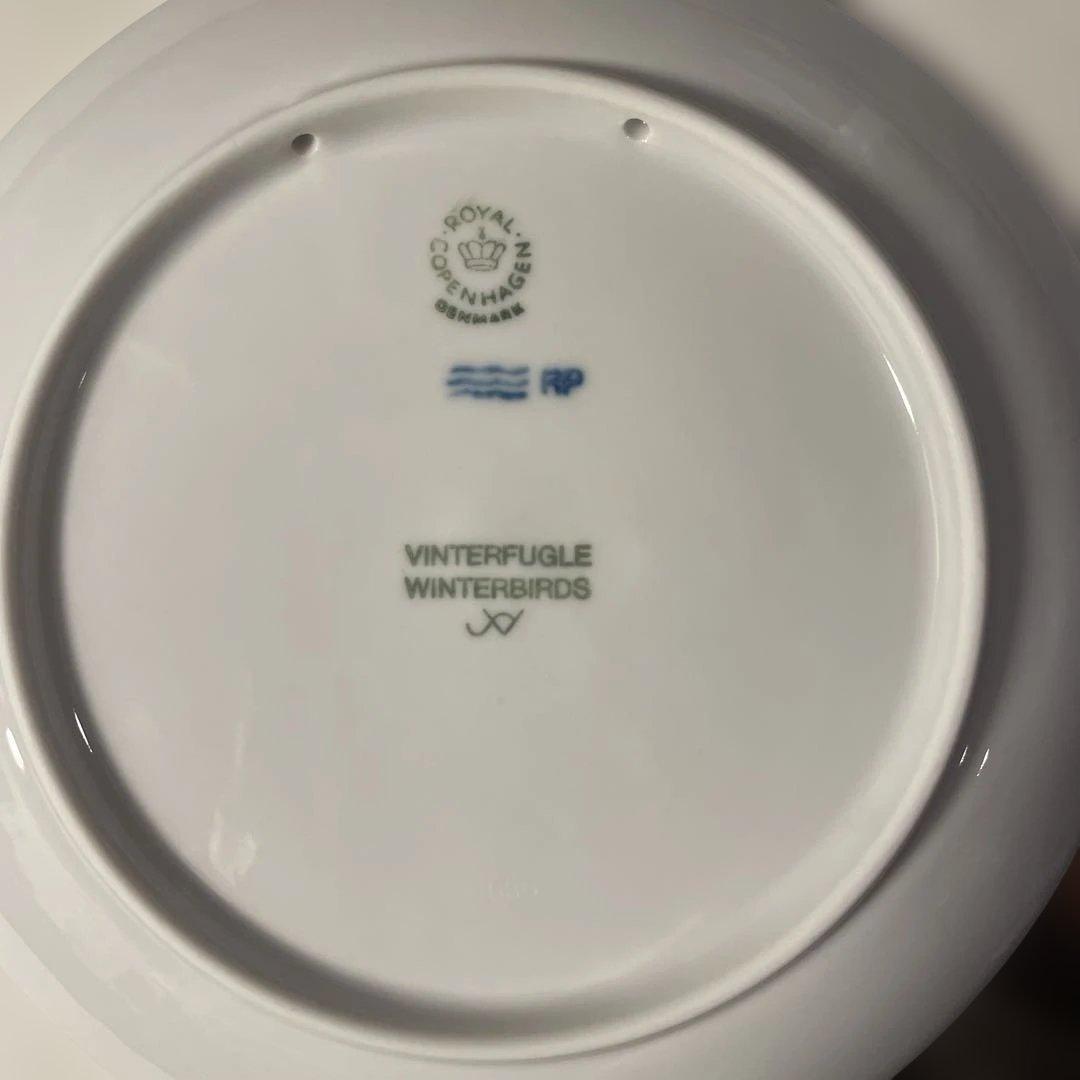 ROYAL
COPENHAGEN
DENMARK
RP
VINTERFUGLE
WINTERBIRDS